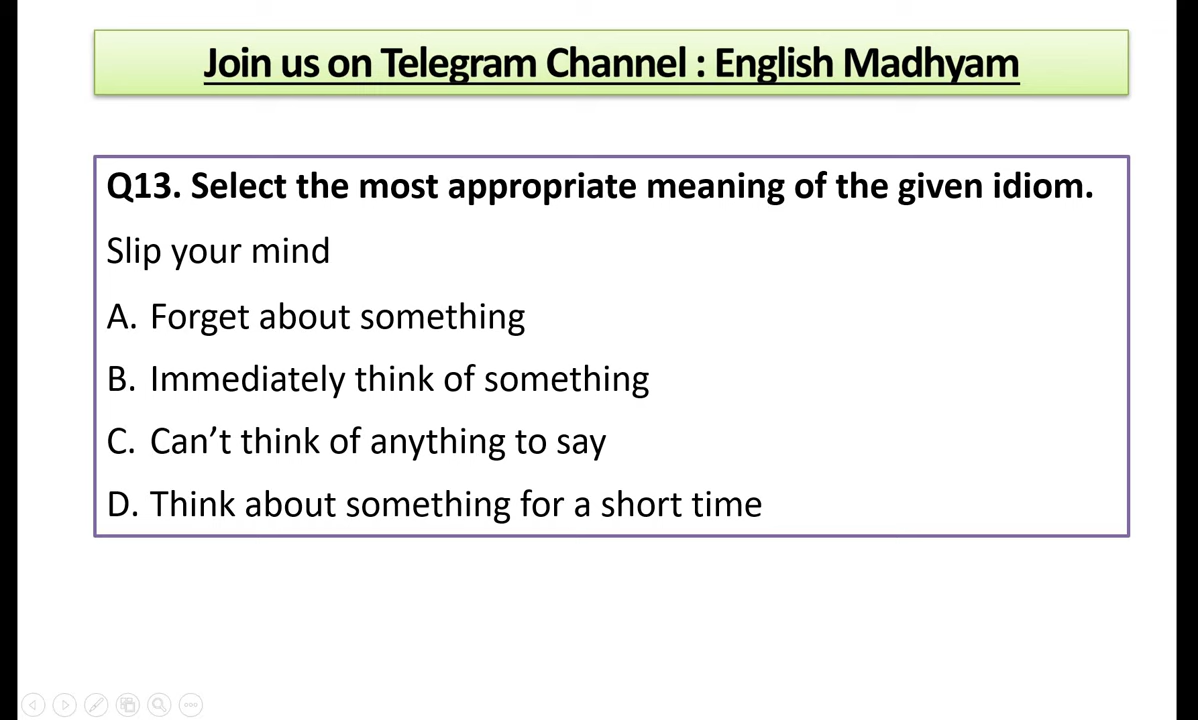 Join us on Telegram Channel : English Madhyam
Q13. Select the most appropriate meaning of the given idiom.
Slip your mind
A. Forget about something
B. Immediately think of something
C. Can’t think of anything to say
D. Think about something for a short time